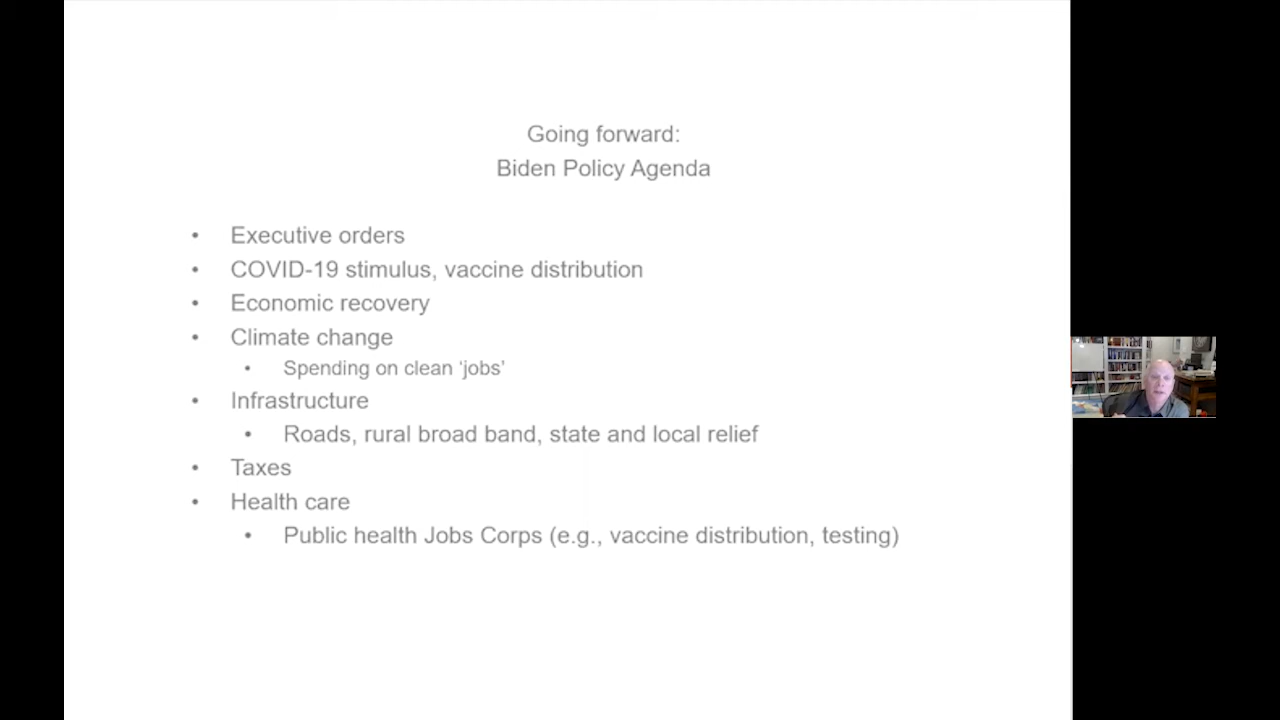 Going forward:
Biden Policy Agenda
• Executive orders
• COVID-19 stimulus, vaccine distribution
• Economic recovery
• Climate change
• Spending on clean ‘jobs’
• Infrastructure
• Roads, rural broad band, state and local relief
• Taxes
• Health care
• Public health Jobs Corps (e.g., vaccine distribution, testing)